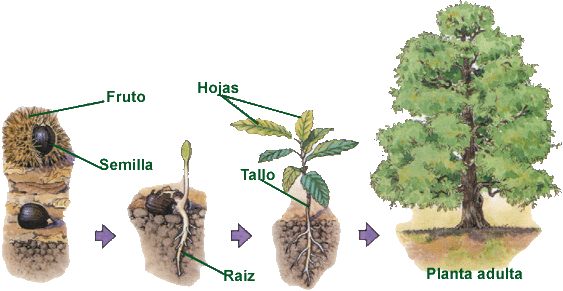 Fruto
Semilla
Raiz
Hojas
Tallo
Planta adulta